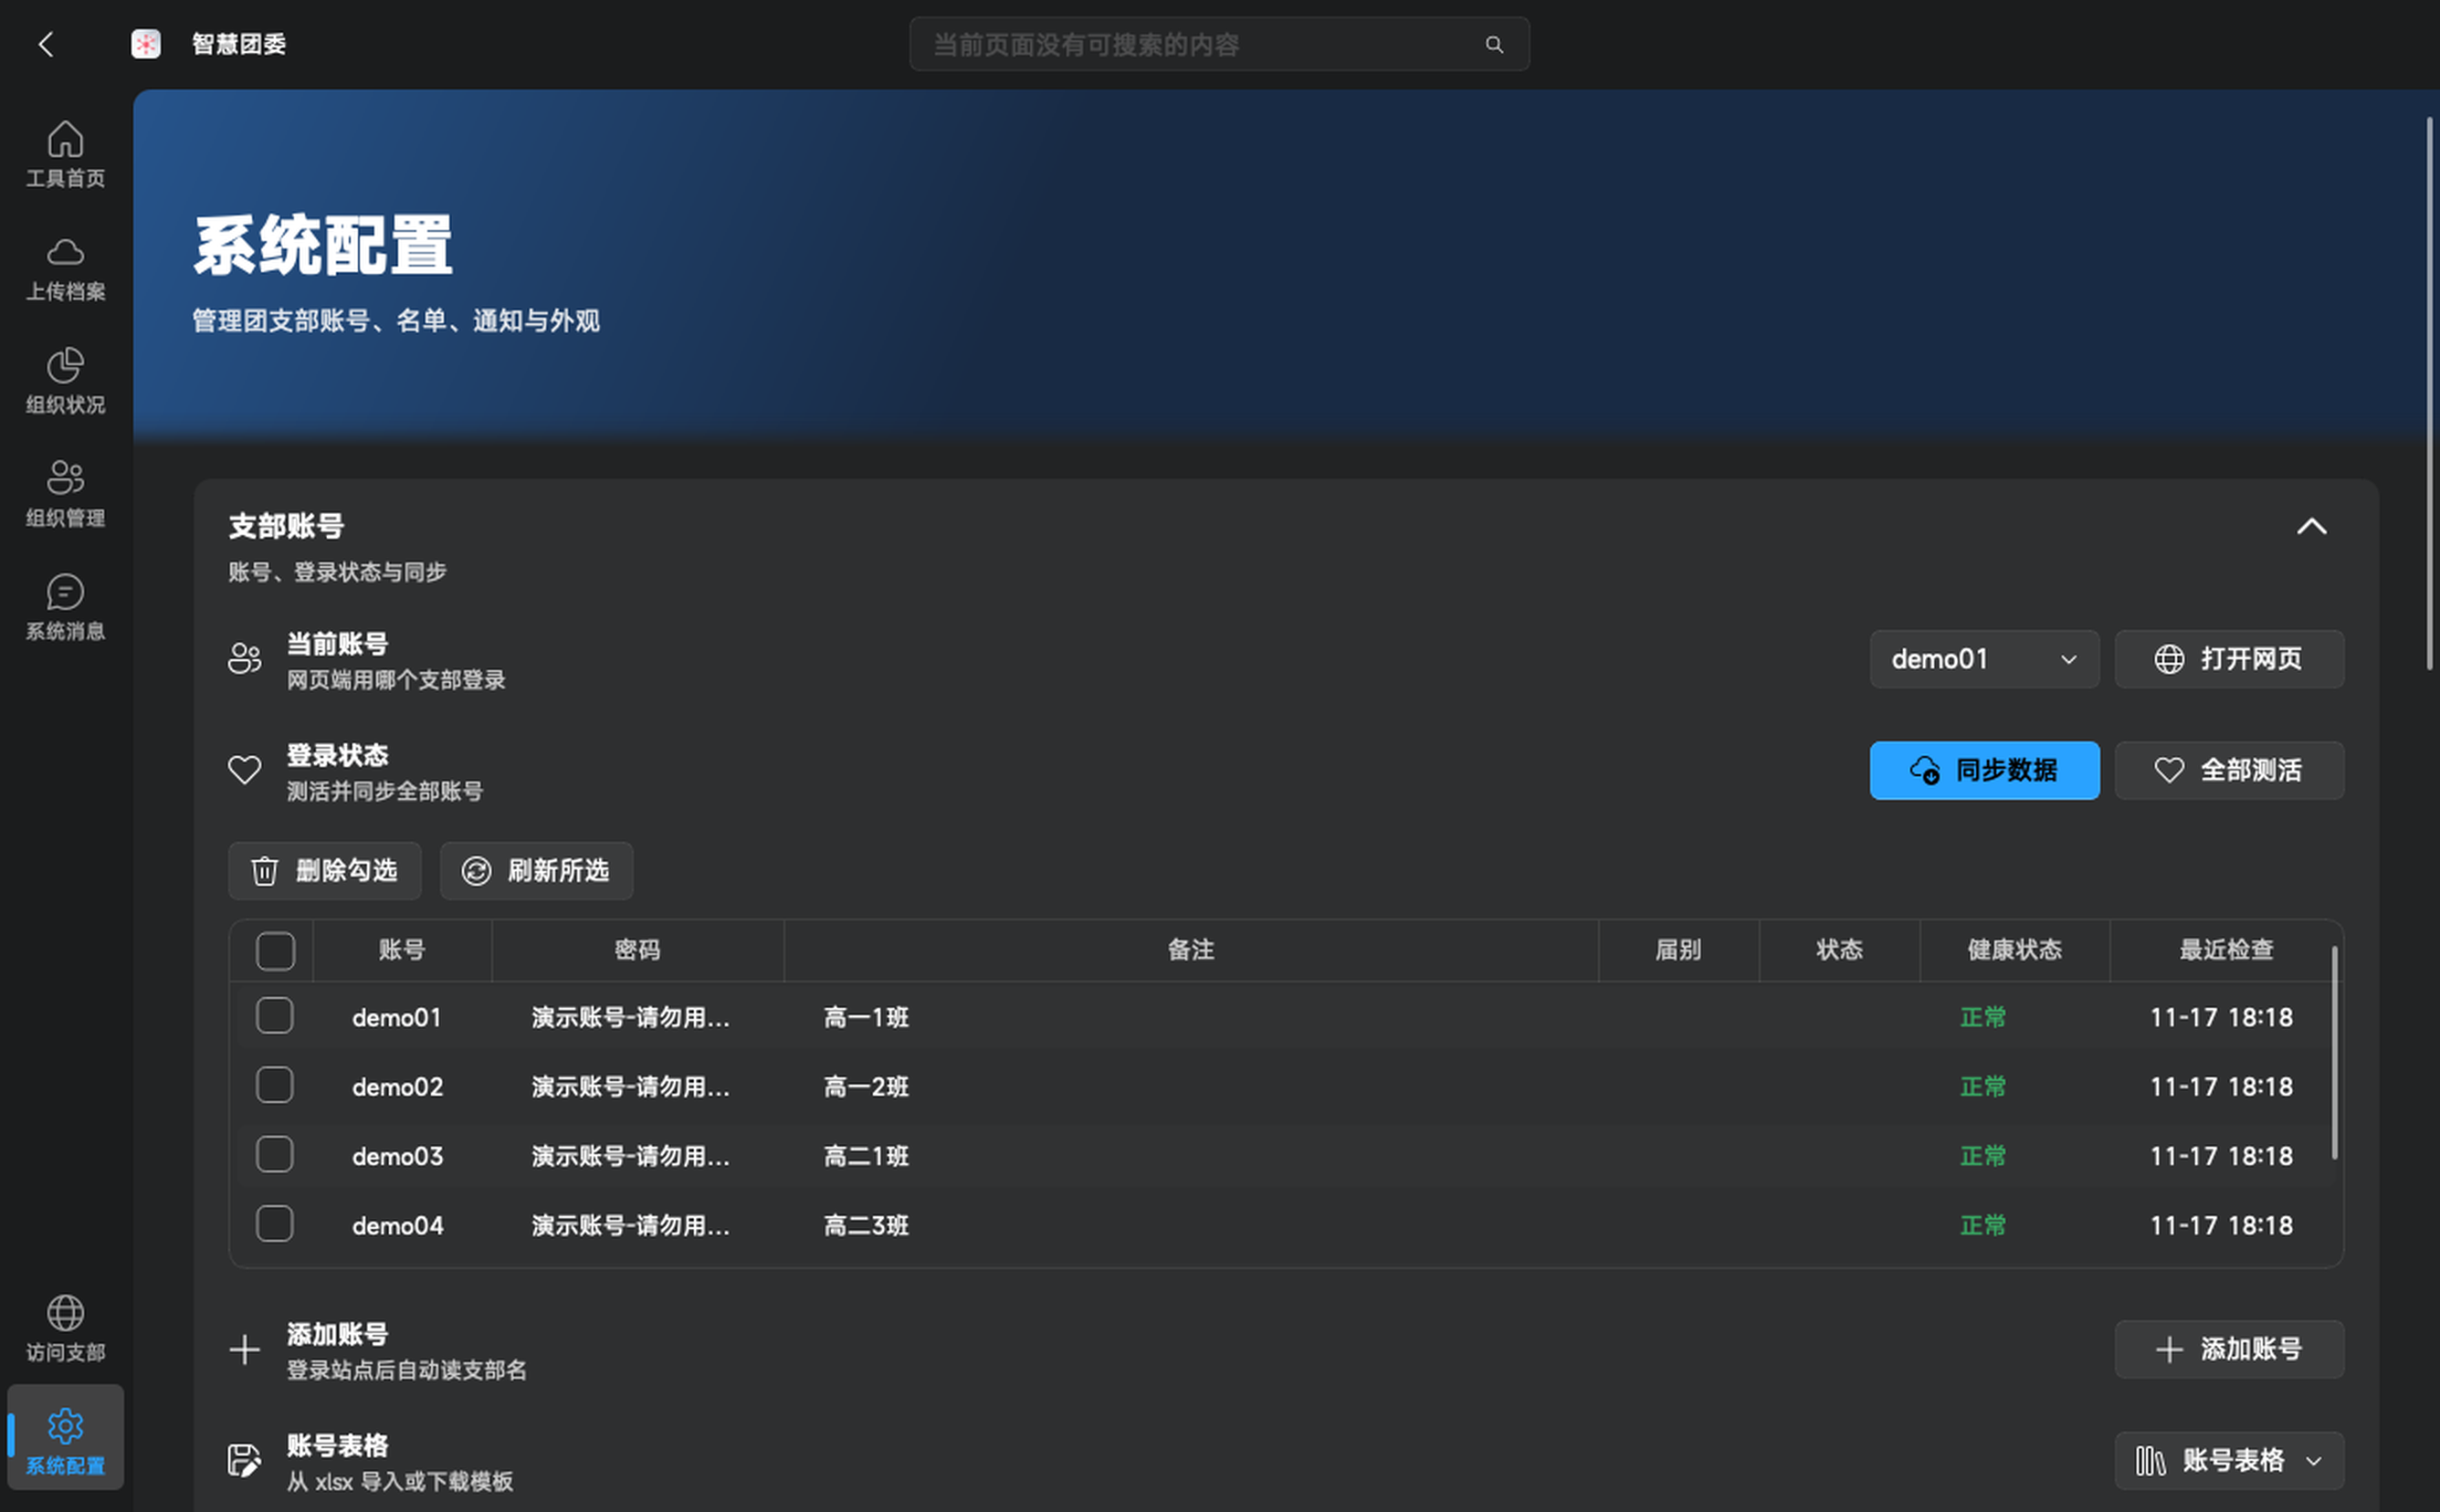 智慧团委
当前页面没有可搜索的内容
工具首页
上传档案
组织状况
组织管理
系统消息
访问支部
系统配置
系统配置
管理团支部账号、名单、通知与外观
支部账号
账号、登录状态与同步
当前账号
网页端用哪个支部登录
demo01
打开网页
登录状态
测活并同步全部账号
同步数据
全部测活
删除勾选
刷新所选
账号 密码 备注 届别 状态 健康状态 最近检查
demo01 演示账号-请勿用... 高一1班 正常 11-17 18:18
demo02 演示账号-请勿用... 高一2班 正常 11-17 18:18
demo03 演示账号-请勿用... 高二1班 正常 11-17 18:18
demo04 演示账号-请勿用... 高二3班 正常 11-17 18:18
添加账号
登录站点后自动读支部名
添加账号
账号表格
从 xlsx 导入或下载模板
账号表格